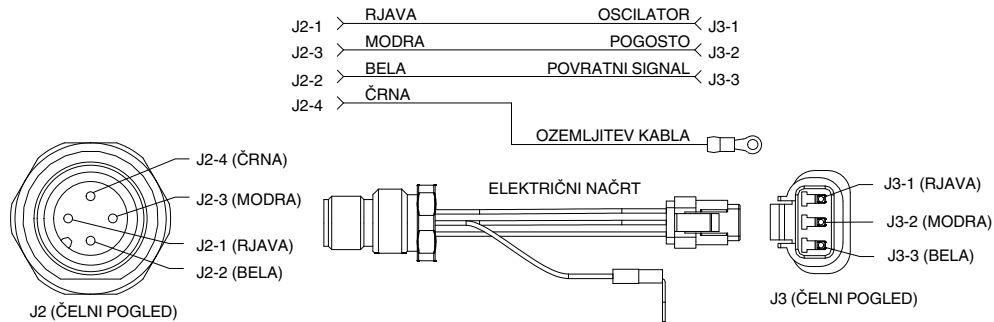 J2-1 RJAVA OSCILATOR J3-1
J2-3 MODRA POGOSTO J3-2
J2-2 BELA POVRATNI SIGNAL J3-3
J2-4 ČRNA
OZEMLJITEV KABLA
J2-4 (ČRNA)
J2-3 (MODRA)
J2-1 (RJAVA)
J2-2 (BELA)
J2 (ČELNI POGLED)
ELEKTRIČNI NAČRT
J3-1 (RJAVA)
J3-2 (MODRA)
J3-3 (BELA)
J3 (ČELNI POGLED)